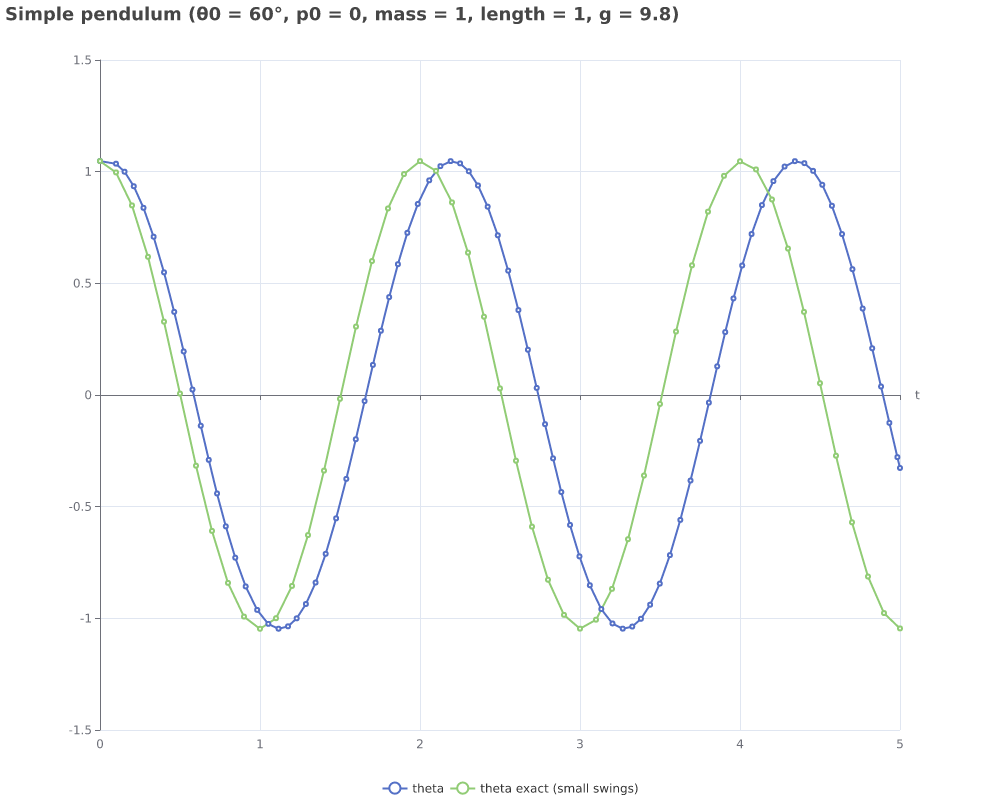 Simple pendulum (θ0 = 60°, p0 = 0, mass = 1, length = 1, g = 9.8)
1.5
1
0.5
0
-0.5
-1
-1.5
t
0 1 2 3 4 5
theta theta exact (small swings)